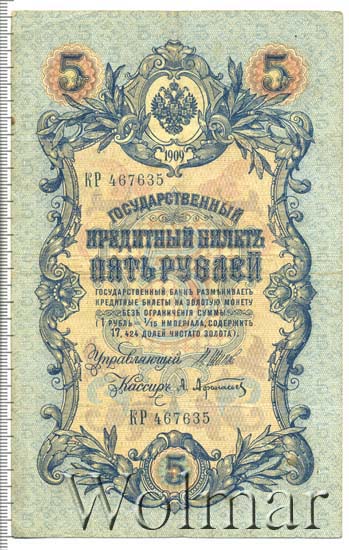 5 5
1909
КР 467635
ГОСУДАРСТВЕННЫЙ
КРЕДИТНЫЙ БИЛЕТЪ
ПЯТЬ РУБЛЕЙ
ГОСУДАРСТВЕННЫЙ БАНКЪ РАЗМѢНИВАЕТЪ
КРЕДИТНЫЕ БИЛЕТЫ НА ЗОЛОТУЮ МОНЕТУ
БЕЗЪ ОГРАНИЧЕНІЯ СУММЫ
(1 РУБЛЬ = 1/15 ИМПЕРІАЛА, СОДЕРЖИТЪ
17,424 ДОЛЕЙ ЧИСТАГО ЗОЛОТА).
Управляющій
Кассиръ
КР 467635
5
Wolmar